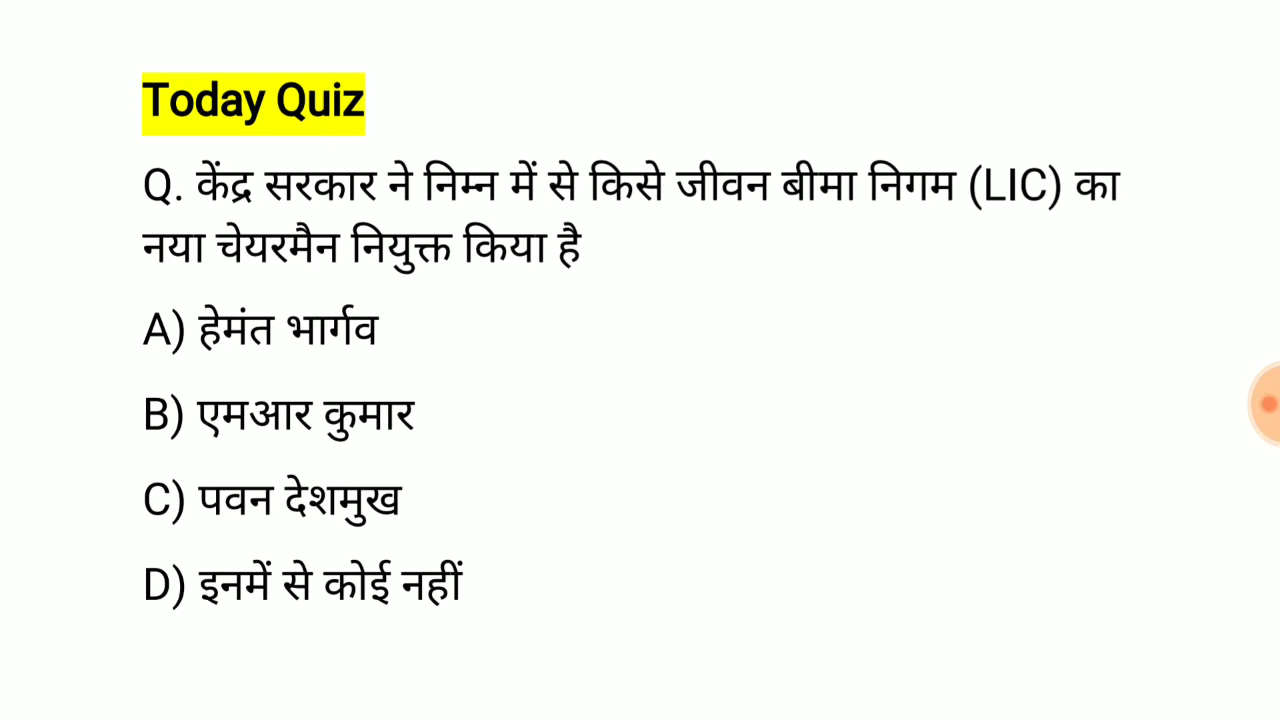 Today Quiz
Q. केंद्र सरकार ने निम्न में से किसे जीवन बीमा निगम (LIC) का
नया चेयरमैन नियुक्त किया है
A) हेमंत भार्गव
B) एमआर कुमार
C) पवन देशमुख
D) इनमें से कोई नहीं